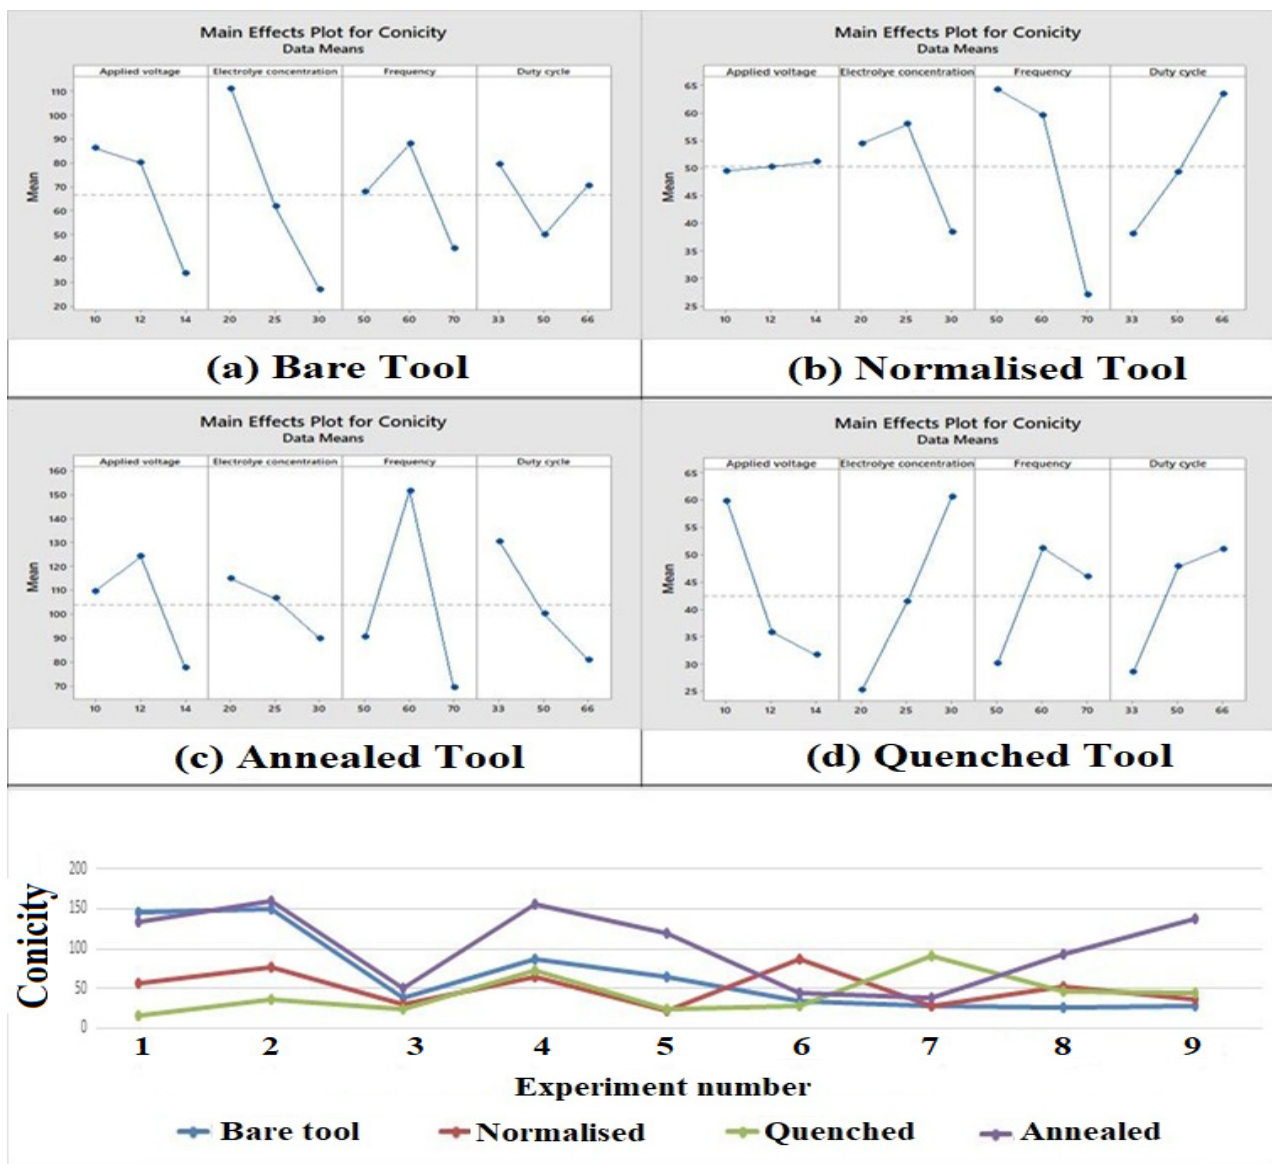 Main Effects Plot for Conicity
Data Means
Applied voltage Electrolye concentration Frequency Duty cycle
110
100
90
80
70
60
50
40
30
20
Mean
10 12 14 20 25 30 50 60 70 33 50 66
(a) Bare Tool
Main Effects Plot for Conicity
Data Means
Applied voltage Electrolye concentration Frequency Duty cycle
65
60
55
50
45
40
35
30
25
Mean
10 12 14 20 25 30 50 60 70 33 50 66
(b) Normalised Tool
Main Effects Plot for Conicity
Data Means
Applied voltage Electrolye concentration Frequency Duty cycle
160
150
140
130
120
110
100
90
80
70
Mean
10 12 14 20 25 30 50 60 70 33 50 66
(c) Annealed Tool
Main Effects Plot for Conicity
Data Means
Applied voltage Electrolye concentration Frequency Duty cycle
65
60
55
50
45
40
35
30
25
Mean
10 12 14 20 25 30 50 60 70 33 50 66
(d) Quenched Tool
Conicity
200
150
100
50
0
1 2 3 4 5 6 7 8 9
Experiment number
Bare tool Normalised Quenched Annealed